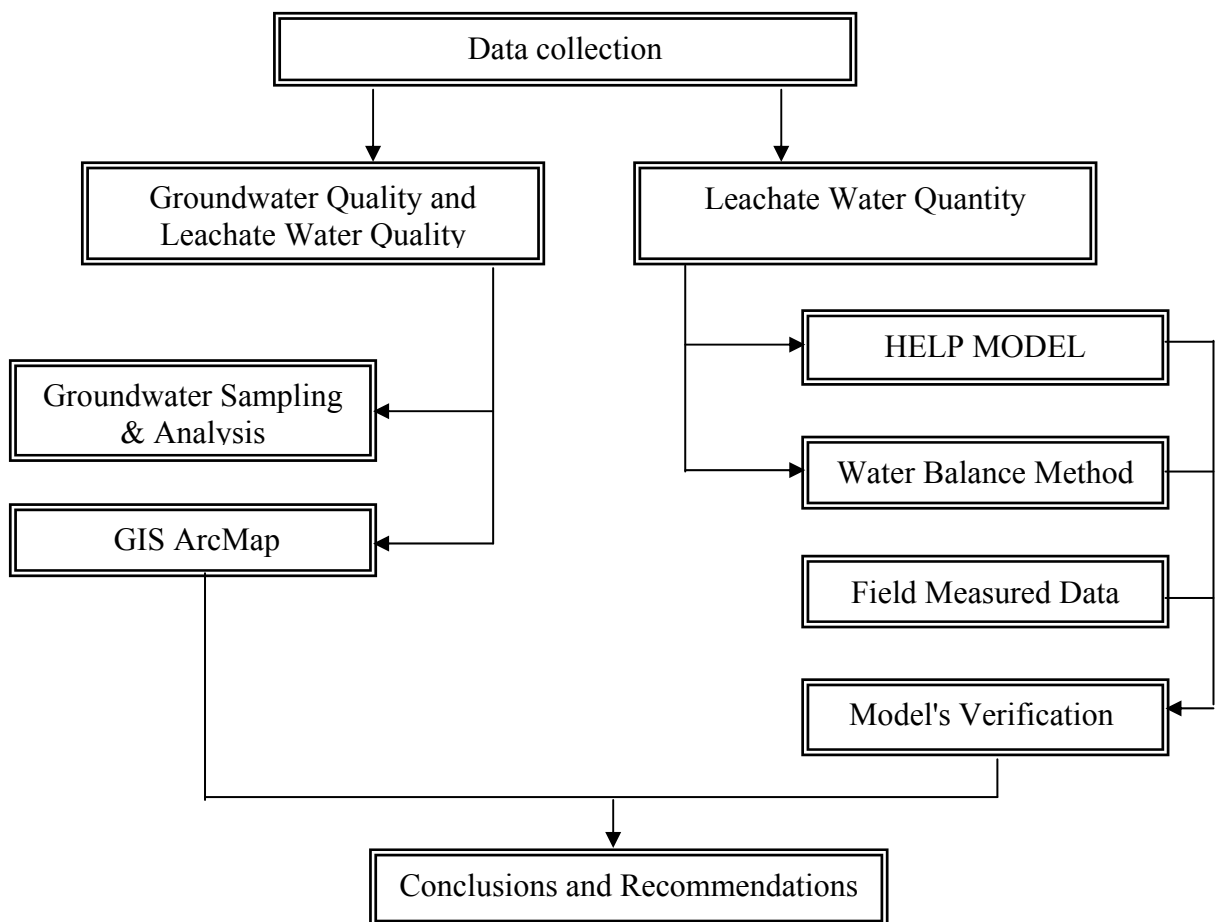 Data collection
Groundwater Quality and
Leachate Water Quality
Leachate Water Quantity
HELP MODEL
Groundwater Sampling
& Analysis
Water Balance Method
GIS ArcMap
Field Measured Data
Model's Verification
Conclusions and Recommendations